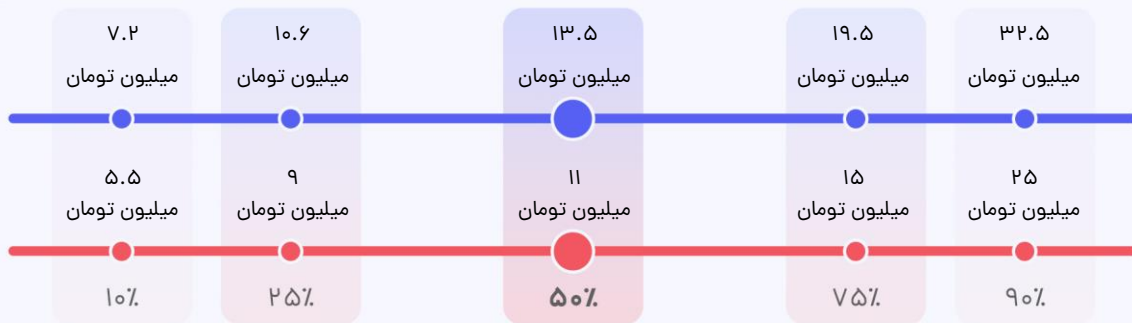 ۷.۲ ۱۰.۶ ۱۳.۵ ۱۹.۵ ۳۲.۵
میلیون تومان میلیون تومان میلیون تومان میلیون تومان میلیون تومان
۵.۵ ۹ ۱۱ ۱۵ ۲۵
میلیون تومان میلیون تومان میلیون تومان میلیون تومان میلیون تومان
۱۰٪ ۲۵٪ ۵۰٪ ۷۵٪ ۹۰٪